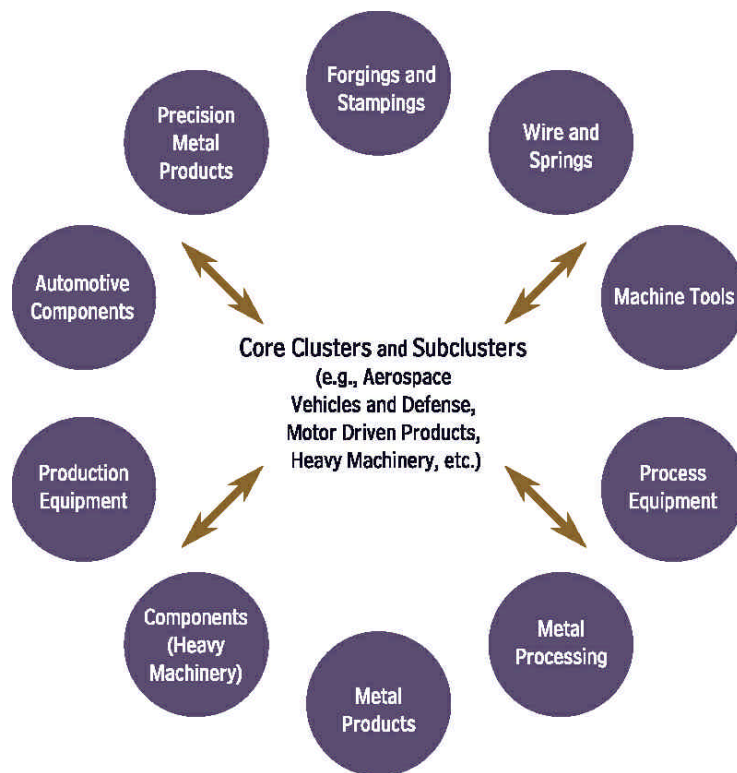 Forgings and
Stampings
Precision
Metal
Products
Wire and
Springs
Automotive
Components
Machine Tools
Core Clusters and Subclusters
(e.g., Aerospace
Vehicles and Defense,
Motor Driven Products,
Heavy Machinery, etc.)
Production
Equipment
Process
Equipment
Components
(Heavy
Machinery)
Metal
Processing
Metal
Products